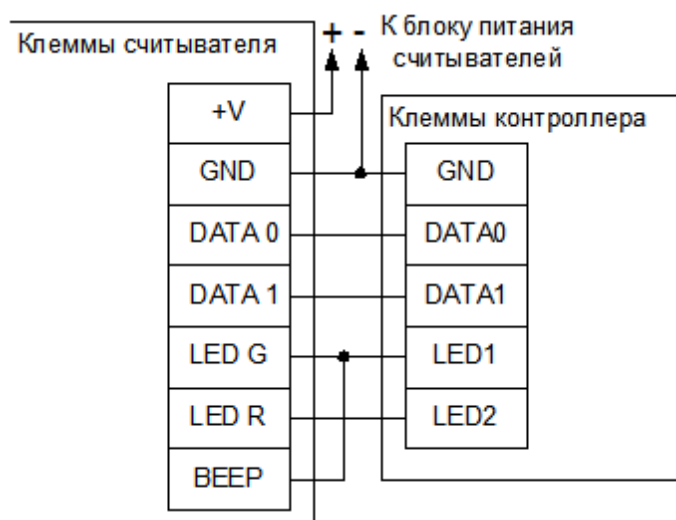 Клеммы считывателя
+ - К блоку питания
считывателей
Клеммы контроллера
+V
GND
DATA 0
DATA 1
LED G
LED R
BEEP
GND
DATA0
DATA1
LED1
LED2